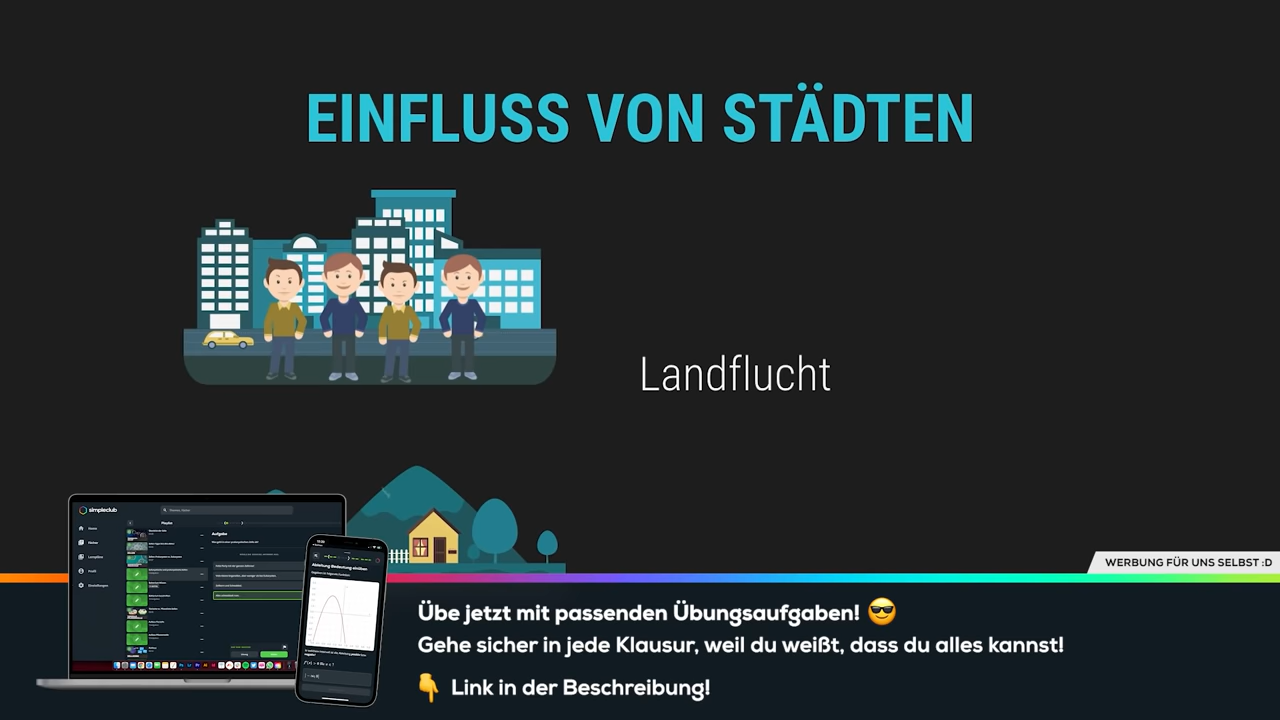 EINFLUSS VON STÄDTEN
Landflucht
simpleclub
WERBUNG FÜR UNS SELBST :D
Übe jetzt mit passenden Übungsaufgaben! 😎
Gehe sicher in jede Klausur, weil du weißt, dass du alles kannst!
👇 Link in der Beschreibung!